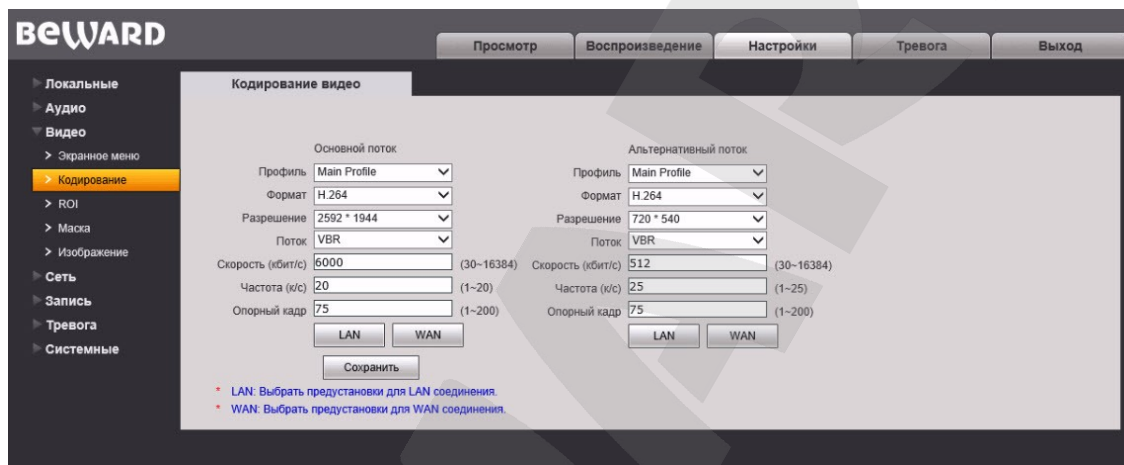 BEWARD
Просмотр Воспроизведение Настройки Тревога Выход
Локальные
Аудио
Видео
Экранное меню
Кодирование
ROI
Маска
Изображение
Сеть
Запись
Тревога
Системные
Кодирование видео
Основной поток
Профиль Main Profile
Формат H.264
Разрешение 2592 * 1944
Поток VBR
Скорость (кбит/с) 6000 (30~16384)
Частота (к/с) 20 (1~20)
Опорный кадр 75 (1~200)
LAN WAN
Альтернативный поток
Профиль Main Profile
Формат H.264
Разрешение 720 * 540
Поток VBR
Скорость (кбит/с) 512 (30~16384)
Частота (к/с) 25 (1~25)
Опорный кадр 75 (1~200)
LAN WAN
Сохранить
* LAN: Выбрать предустановки для LAN соединения.
* WAN: Выбрать предустановки для WAN соединения.